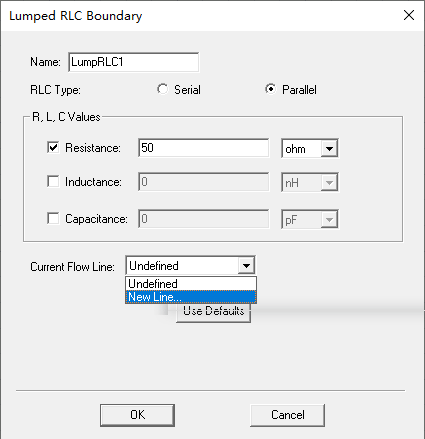 Lumped RLC Boundary
Name: LumpRLC1
RLC Type: Serial Parallel
R, L, C Values
Resistance: 50 ohm
Inductance: 0 nH
Capacitance: 0 pF
Current Flow Line: Undefined
Undefined
New Line...
Use Defaults
OK Cancel